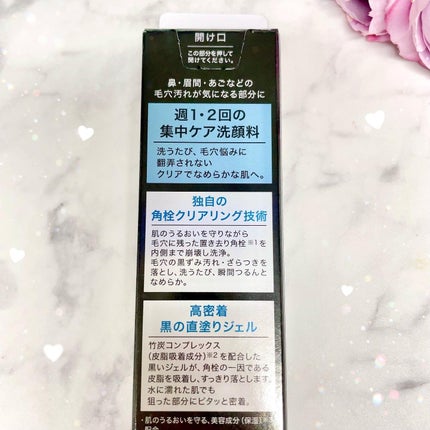 開け口
この部分を押して
開けてください。
鼻・眉間・あごなどの
毛穴汚れが気になる部分に
週1・2回の
集中ケア洗顔料
洗うたび、毛穴悩みに
翻弄されない
クリアでなめらかな肌へ。
独自の
角栓クリアリング技術
肌のうるおいを守りながら
毛穴に残った置き去り角栓※1を
内側まで崩壊し洗浄。
毛穴の黒ずみ汚れ・ざらつきを
落とし、洗うたび、瞬間つるんと
なめらか。
高密着
黒の直塗りジェル
竹炭コンプレックス
(皮脂吸着成分)※2を配合した
黒いジェルが、角栓の一因である
皮脂を吸着し、すっきり落とします。
水に濡れた肌でも
狙った部分にピタッと密着。
・肌のうるおいを守る、美容成分(保湿)※3
配合